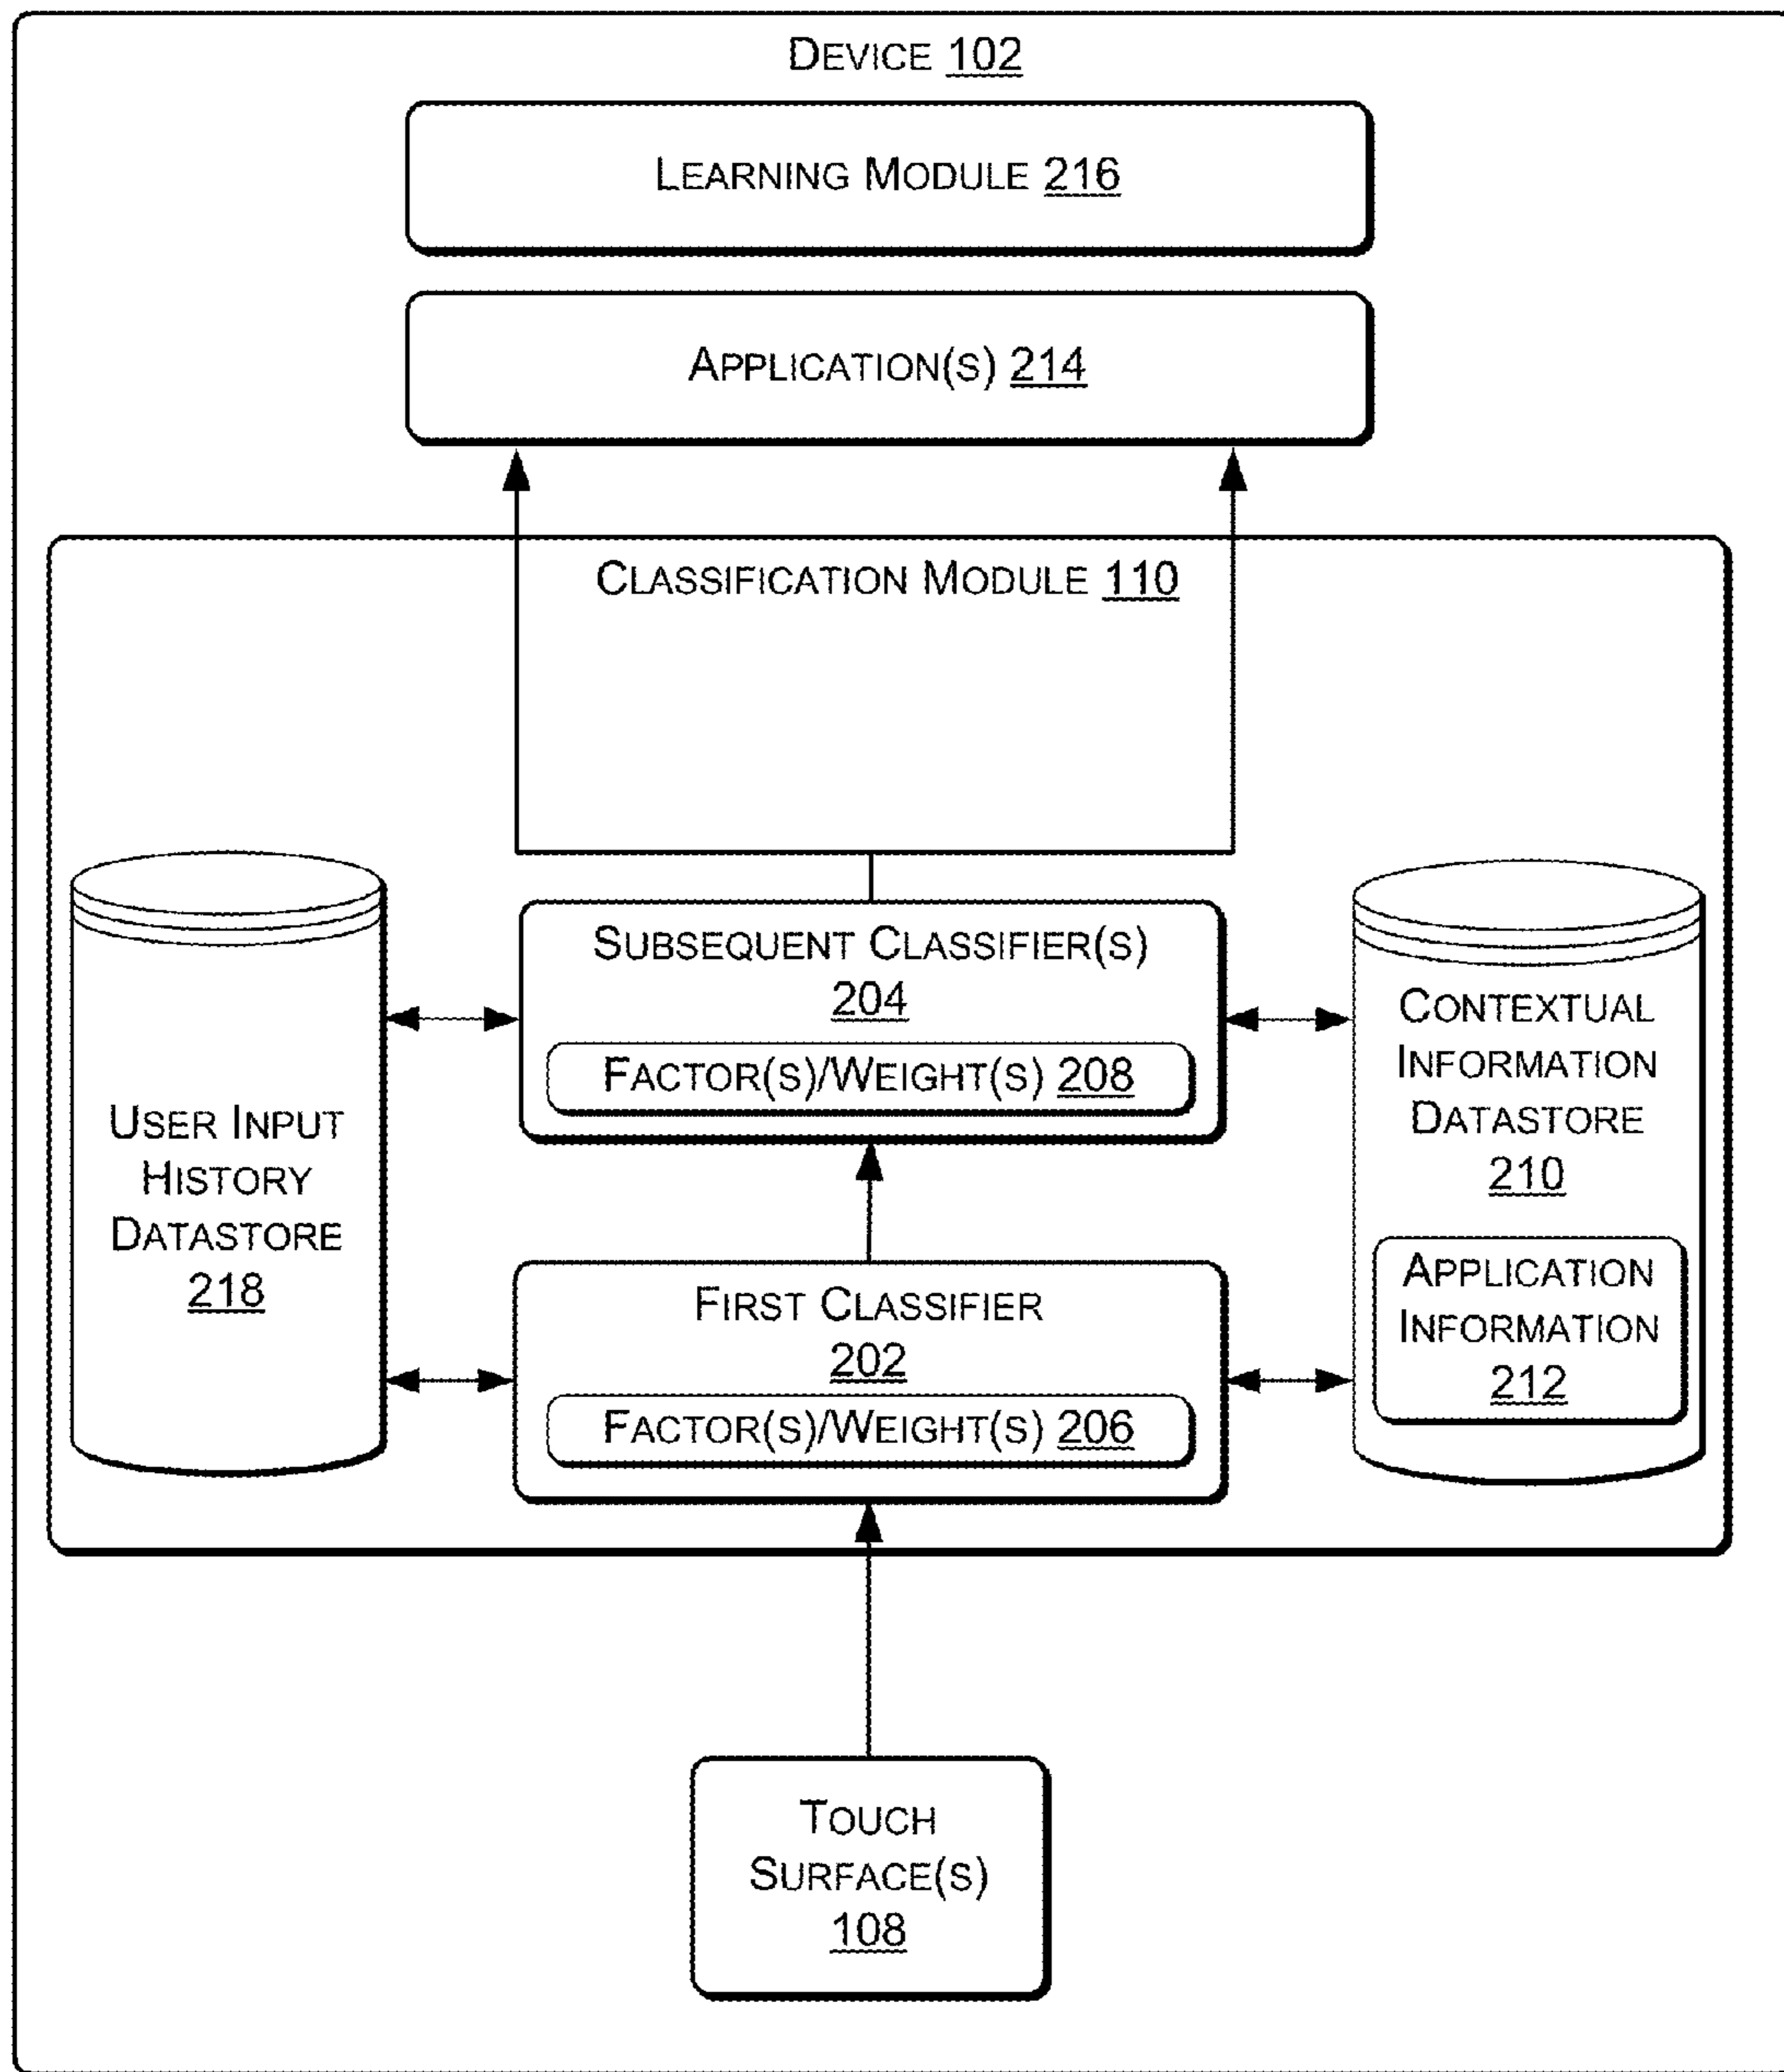 DEVICE 102
LEARNING MODULE 216
APPLICATION(S) 214
CLASSIFICATION MODULE 110
SUBSEQUENT CLASSIFIER(S)
204
FACTOR(S)/WEIGHT(S) 208
USER INPUT
HISTORY
DATASTORE
218
CONTEXTUAL
INFORMATION
DATASTORE
210
APPLICATION
INFORMATION
212
FIRST CLASSIFIER
202
FACTOR(S)/WEIGHT(S) 206
TOUCH
SURFACE(S)
108